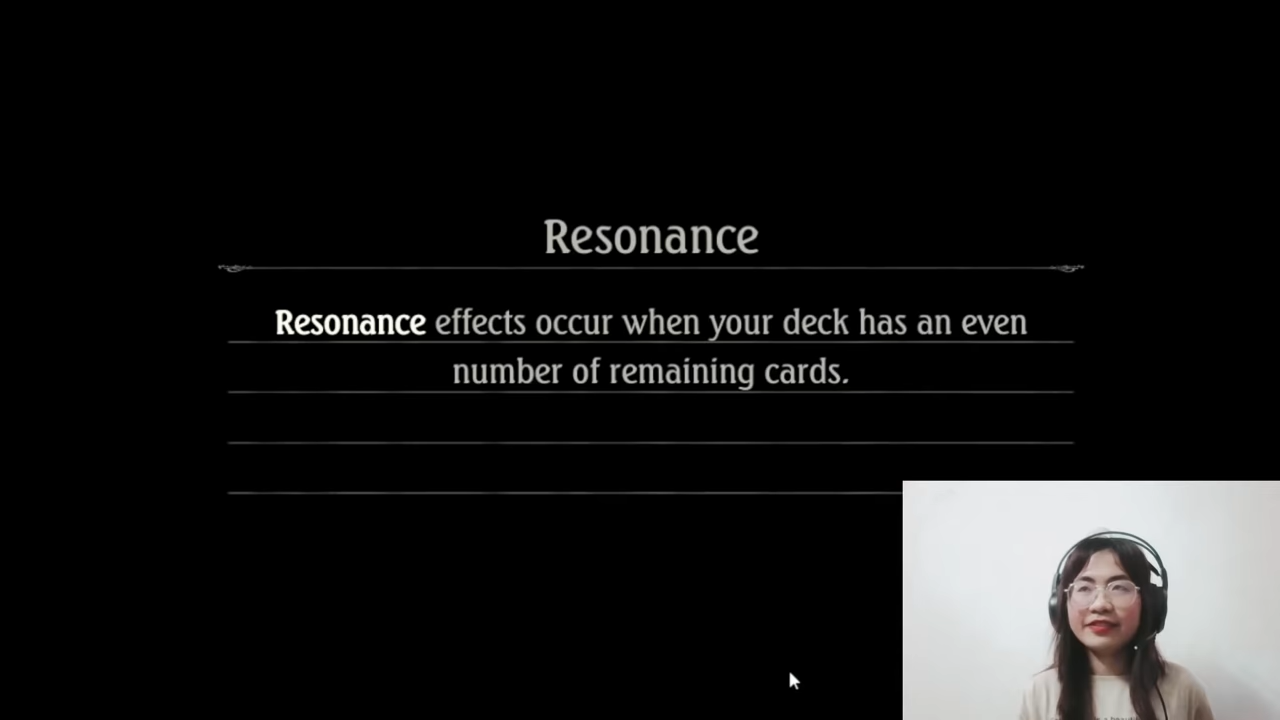 Resonance
Resonance effects occur when your deck has an even
number of remaining cards.